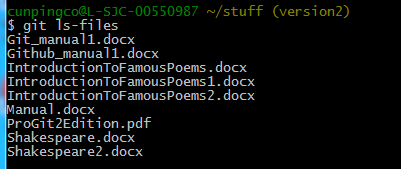 cunpingco@L-SJC-00550987 ~/stuff (version2)
$ git ls-files
Git_manual1.docx
Github_manual1.docx
IntroductionToFamousPoems.docx
IntroductionToFamousPoems1.docx
IntroductionToFamousPoems2.docx
Manual.docx
ProGit2Edition.pdf
Shakespeare.docx
Shakespeare2.docx